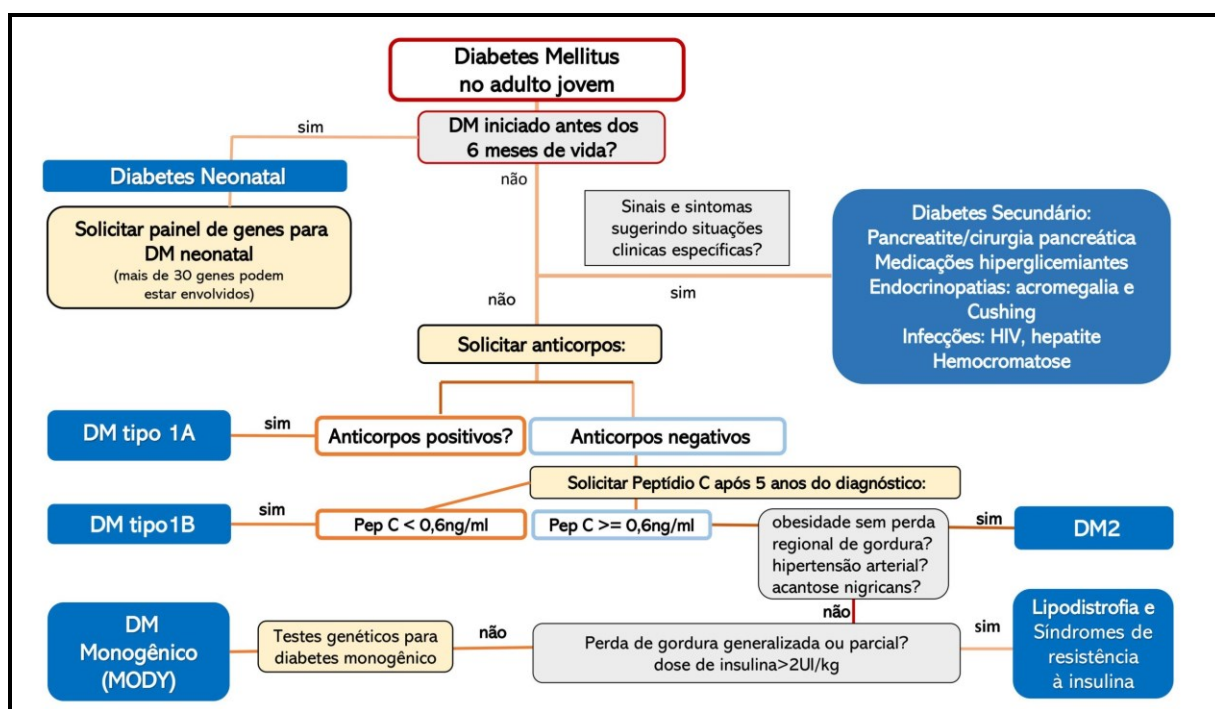 Diabetes Mellitus
no adulto jovem
sim
DM iniciado antes dos
6 meses de vida?
Diabetes Neonatal
não
Solicitar painel de genes para
DM neonatal
(mais de 30 genes podem
estar envolvidos)
Sinais e sintomas
sugerindo situações
clinicas específicas?
Diabetes Secundário:
Pancreatite/cirurgia pancreática
Medicações hiperglicemiantes
Endocrinopatias: acromegalia e
Cushing
Infecções: HIV, hepatite
Hemocromatose
não
sim
Solicitar anticorpos:
DM tipo 1A
sim
Anticorpos positivos?
Anticorpos negativos
Solicitar Peptídio C após 5 anos do diagnóstico:
DM tipo1B
sim
Pep C < 0,6ng/ml
Pep C >= 0,6ng/ml
obesidade sem perda
regional de gordura?
hipertensão arterial?
acantose nigricans?
sim
DM2
não
DM
Monogênico
(MODY)
Testes genéticos para
diabetes monogênico
não
Perda de gordura generalizada ou parcial?
dose de insulina>2UI/kg
sim
Lipodistrofia e
Síndromes de
resistência
à insulina